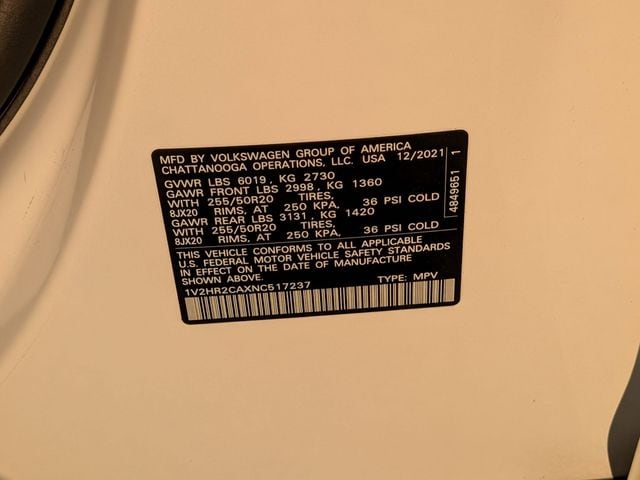 MFD BY VOLKSWAGEN GROUP OF AMERICA
CHATTANOOGA OPERATIONS, LLC. USA 12/2021
GVWR LBS 6019, KG 2730
GAWR FRONT LBS 2998, KG 1360
WITH 255/50R20 TIRES,
8JX20 RIMS, AT 250 KPA, 36 PSI COLD
GAWR REAR LBS 3131, KG 1420
WITH 255/50R20 TIRES,
8JX20 RIMS, AT 250 KPA, 36 PSI COLD
THIS VEHICLE CONFORMS TO ALL APPLICABLE
U.S. FEDERAL MOTOR VEHICLE SAFETY STANDARDS
IN EFFECT ON THE DATE OF MANUFACTURE
SHOWN ABOVE.
1V2HR2CAXNC517237 TYPE: MPV
4849651 1